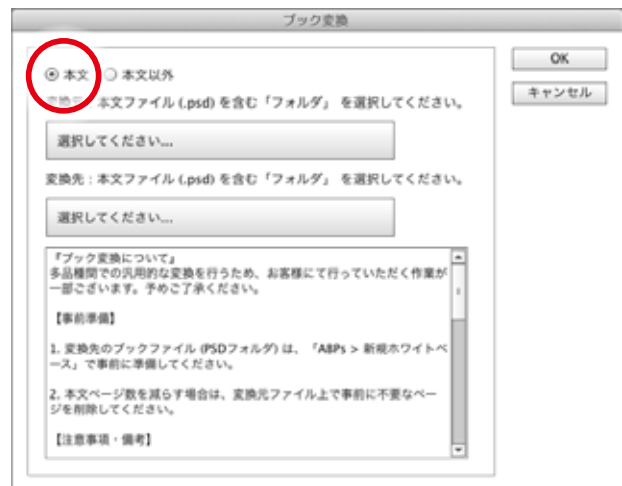 ブック変換
OK
キャンセル
本文 本文以外
変換元：本文ファイル (.psd) を含む「フォルダ」 を選択してください。
選択してください...
変換先：本文ファイル (.psd) を含む「フォルダ」 を選択してください。
選択してください...
『ブック変換について』
多品種間での汎用的な変換を行うため、お客様にて行っていただく作業が
一部ございます。予めご了承ください。
【事前準備】
1. 変換先のブックファイル (PSDフォルダ) は、「ABPs > 新規ホワイトベ
ース」で事前に準備してください。
2. 本文ページ数を減らす場合は、変換元ファイル上で事前に不要なペー
ジを削除してください。
【注意事項・備考】